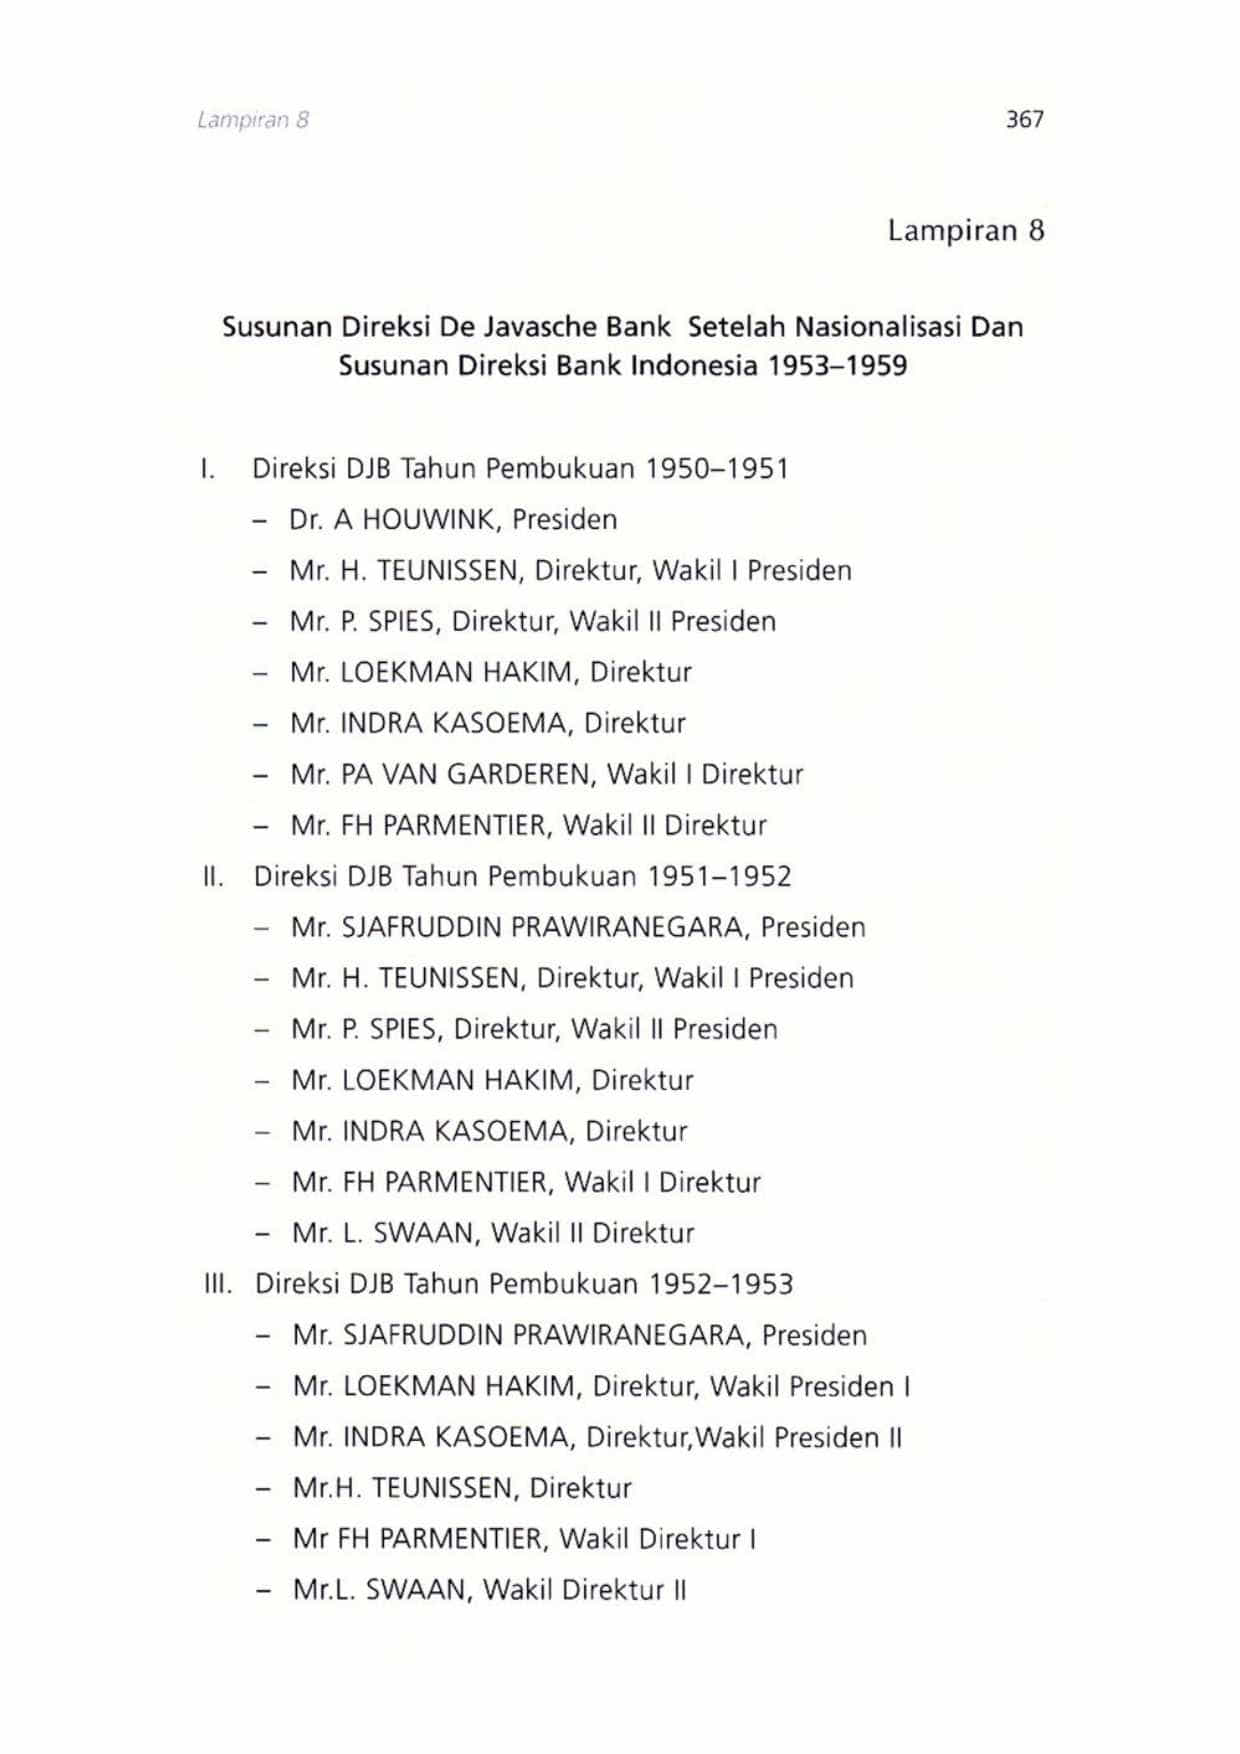 Lampiran 8
367
Lampiran 8
Susunan Direksi De Javasche Bank Setelah Nasionalisasi Dan
Susunan Direksi Bank Indonesia 1953–1959
I. Direksi DJB Tahun Pembukuan 1950–1951
– Dr. A HOUWINK, Presiden
– Mr. H. TEUNISSEN, Direktur, Wakil I Presiden
– Mr. P. SPIES, Direktur, Wakil II Presiden
– Mr. LOEKMAN HAKIM, Direktur
– Mr. INDRA KASOEMA, Direktur
– Mr. PA VAN GARDEREN, Wakil I Direktur
– Mr. FH PARMENTIER, Wakil II Direktur
II. Direksi DJB Tahun Pembukuan 1951–1952
– Mr. SJAFRUDDIN PRAWIRANEGARA, Presiden
– Mr. H. TEUNISSEN, Direktur, Wakil I Presiden
– Mr. P. SPIES, Direktur, Wakil II Presiden
– Mr. LOEKMAN HAKIM, Direktur
– Mr. INDRA KASOEMA, Direktur
– Mr. FH PARMENTIER, Wakil I Direktur
– Mr. L. SWAAN, Wakil II Direktur
III. Direksi DJB Tahun Pembukuan 1952–1953
– Mr. SJAFRUDDIN PRAWIRANEGARA, Presiden
– Mr. LOEKMAN HAKIM, Direktur, Wakil Presiden I
– Mr. INDRA KASOEMA, Direktur,Wakil Presiden II
– Mr.H. TEUNISSEN, Direktur
– Mr FH PARMENTIER, Wakil Direktur I
– Mr.L. SWAAN, Wakil Direktur II